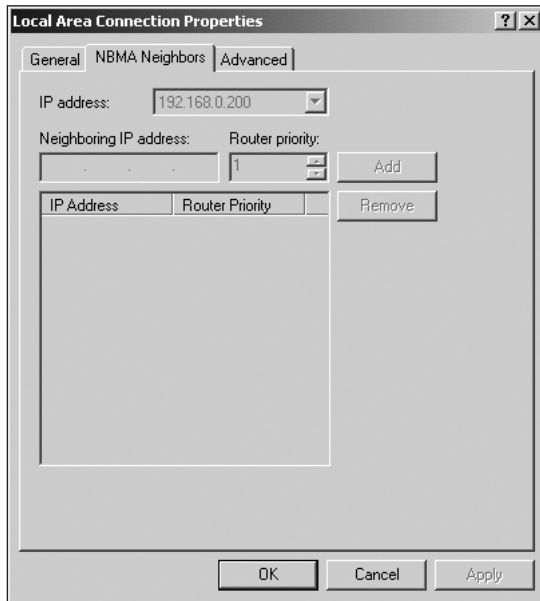 Local Area Connection Properties
General NBMA Neighbors Advanced
IP address: 192.168.0.200
Neighboring IP address: Router priority:
. . . 1 Add
IP Address Router Priority Remove
OK Cancel Apply